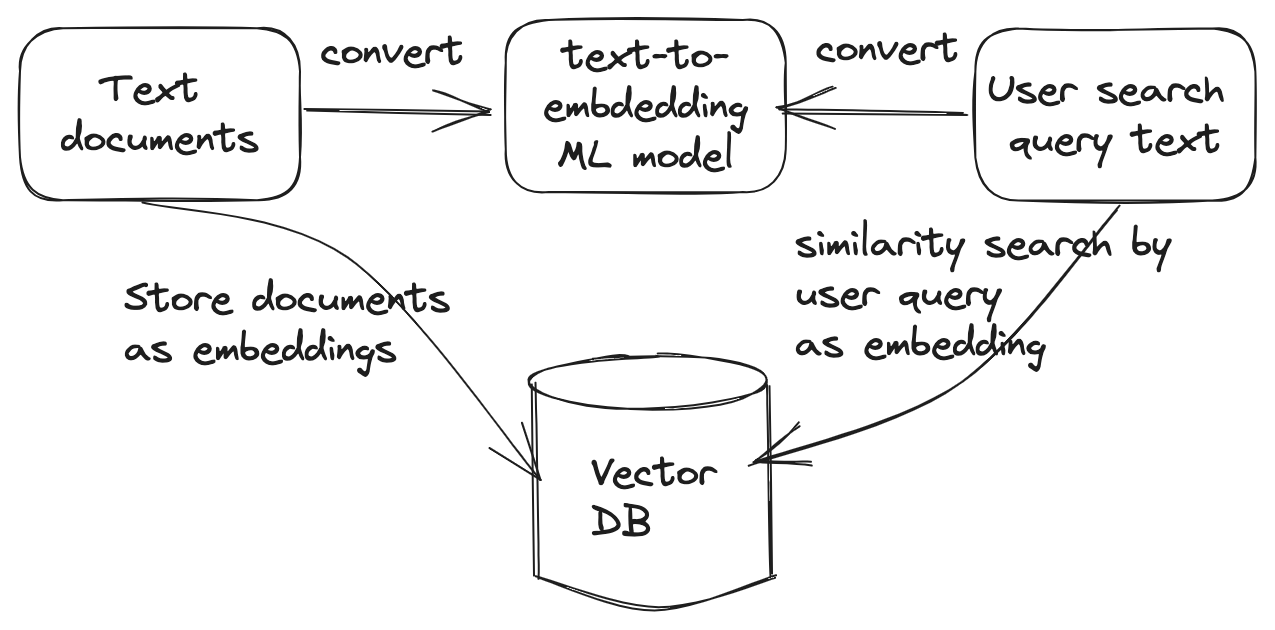 Text
documents
convert
text-to-
embdedding
ML model
convert
User search
query text
Store documents
as embeddings
similarity search by
user query
as embedding
Vector
DB